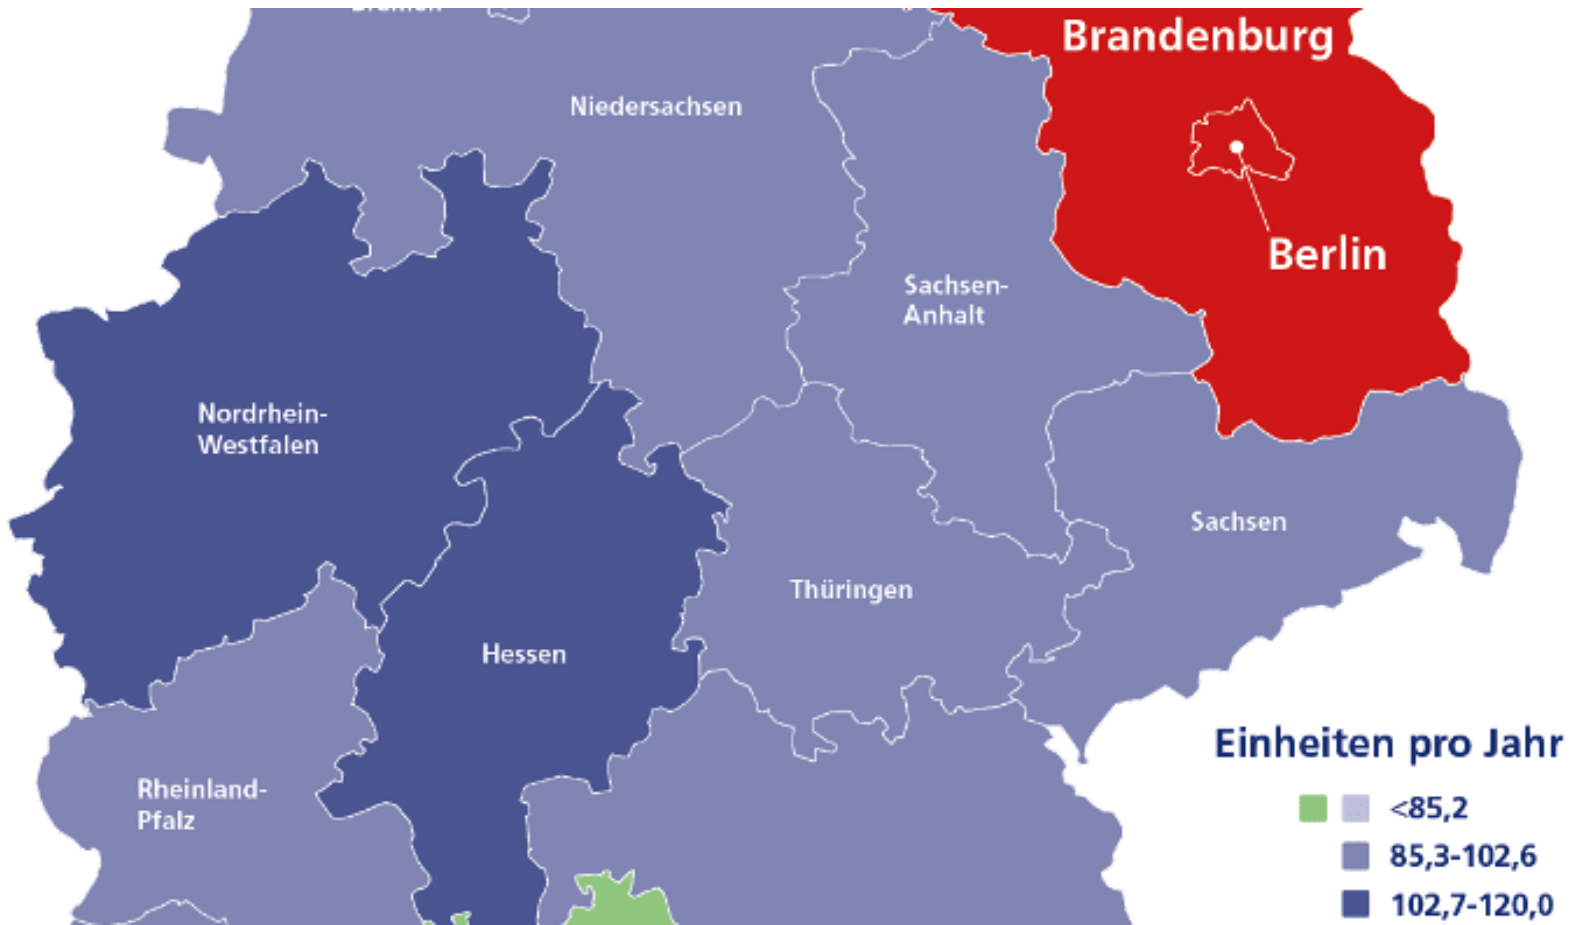 Bremen
Brandenburg
Niedersachsen
Berlin
Sachsen-
Anhalt
Nordrhein-
Westfalen
Sachsen
Thüringen
Hessen
Rheinland-
Pfalz
Einheiten pro Jahr
<85,2
85,3-102,6
102,7-120,0